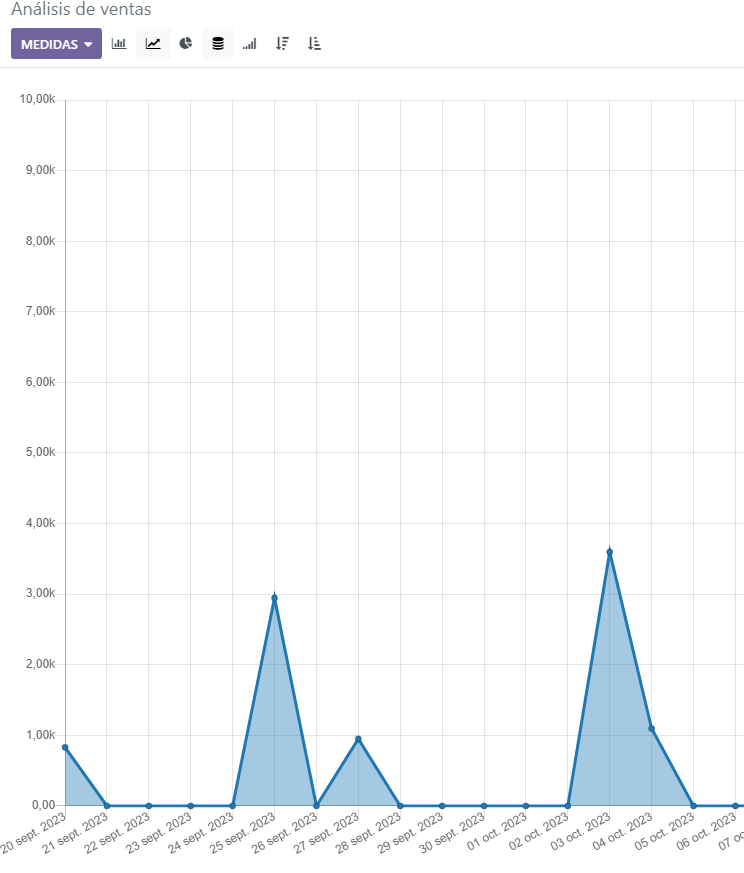 Análisis de ventas
MEDIDAS
10,00k
9,00k
8,00k
7,00k
6,00k
5,00k
4,00k
3,00k
2,00k
1,00k
0,00
20 sept. 2023
21 sept. 2023
22 sept. 2023
23 sept. 2023
24 sept. 2023
25 sept. 2023
26 sept. 2023
27 sept. 2023
28 sept. 2023
29 sept. 2023
30 sept. 2023
01 oct. 2023
02 oct. 2023
03 oct. 2023
04 oct. 2023
05 oct. 2023
06 oct. 2023
07